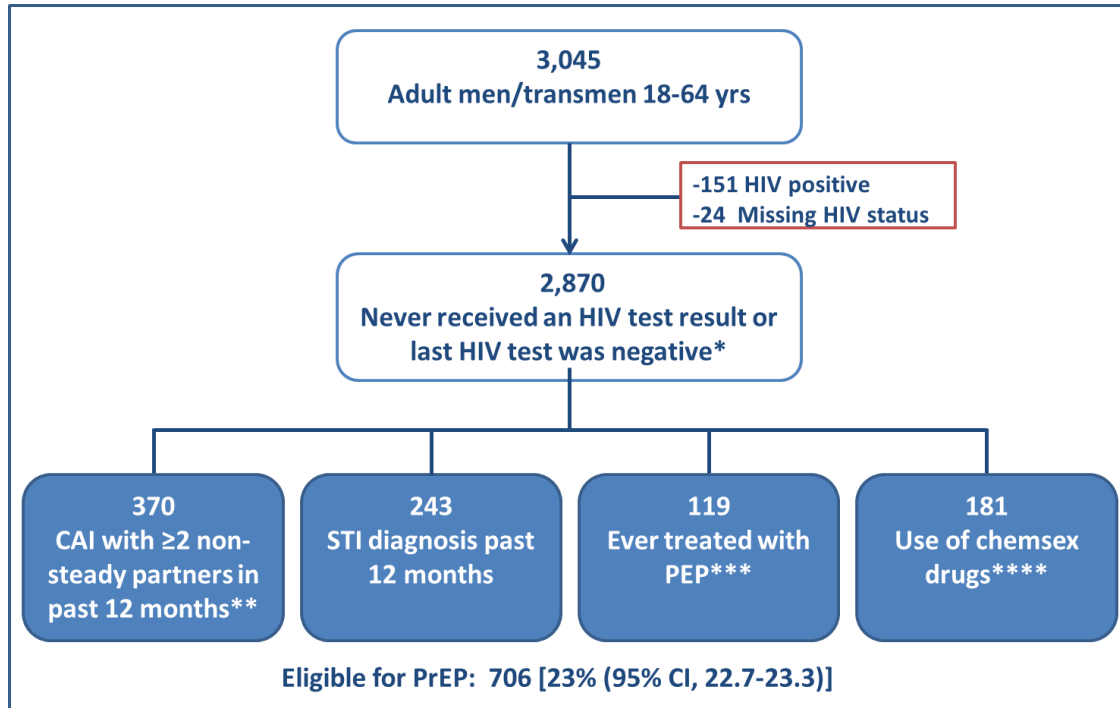 3,045
Adult men/transmen 18-64 yrs
-151 HIV positive
-24 Missing HIV status
2,870
Never received an HIV test result or
last HIV test was negative*
370
CAI with ≥2 non-
steady partners in
past 12 months**
243
STI diagnosis past
12 months
119
Ever treated with
PEP***
181
Use of chemsex
drugs****
Eligible for PrEP: 706 [23% (95% CI, 22.7-23.3)]